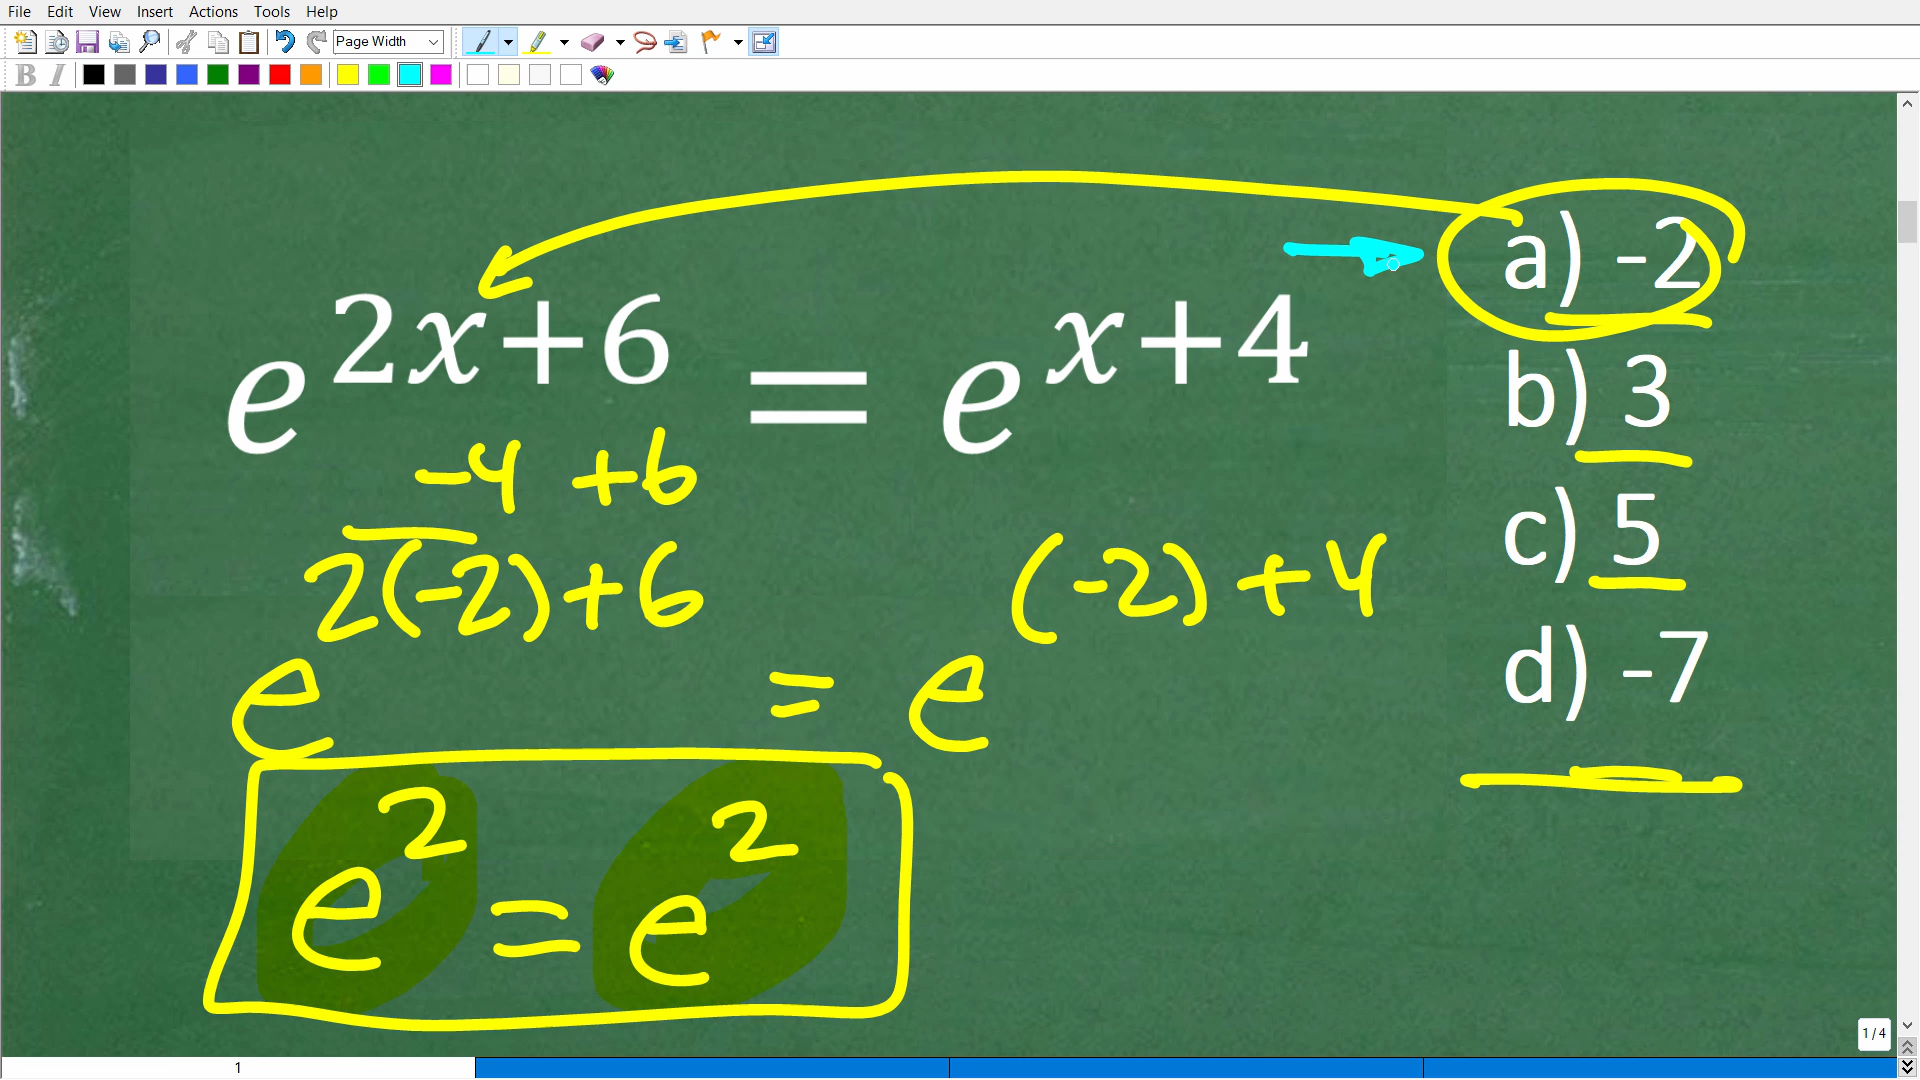 File Edit View Insert Actions Tools Help
Page Width
B I
a) -2
e^{2x+6} = e^{x+4}
b) 3
-4 +6
c) 5
e^{2(-2)+6} = e^{(-2)+4}
d) -7
e^2 = e^2
1 / 4
1